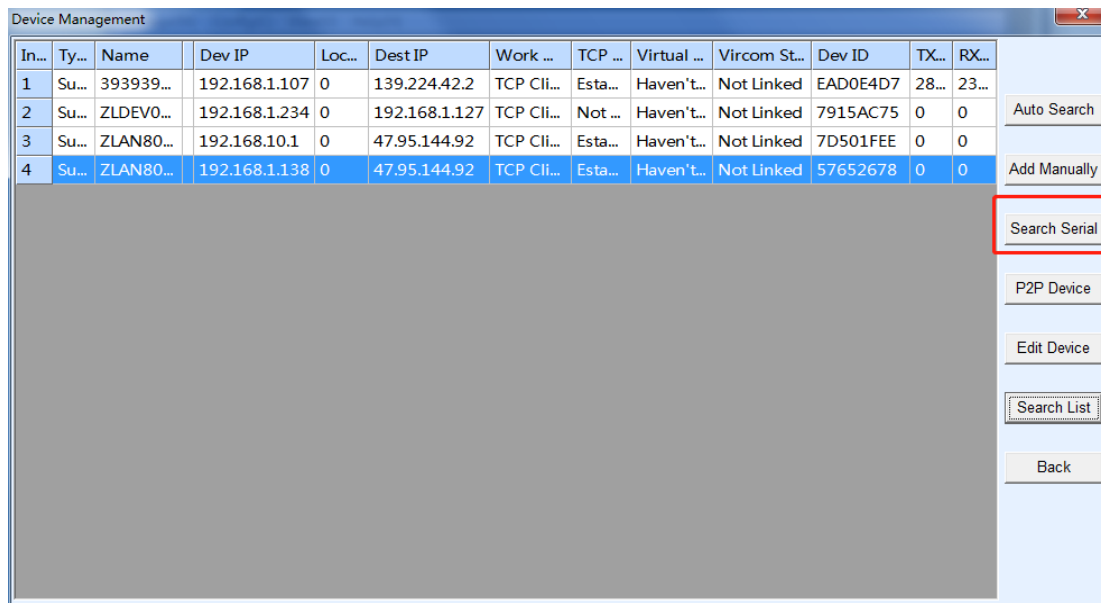 Device Management
In... Ty... Name Dev IP Loc... Dest IP Work ... TCP ... Virtual ... Vircom St... Dev ID TX... RX...
1 Su... 393939... 192.168.1.107 0 139.224.42.2 TCP Cli... Esta... Haven't... Not Linked EAD0E4D7 28... 23...
2 Su... ZLDEV0... 192.168.1.234 0 192.168.1.127 TCP Cli... Not ... Haven't... Not Linked 7915AC75 0 0
3 Su... ZLAN80... 192.168.10.1 0 47.95.144.92 TCP Cli... Esta... Haven't... Not Linked 7D501FEE 0 0
4 Su... ZLAN80... 192.168.1.138 0 47.95.144.92 TCP Cli... Esta... Haven't... Not Linked 57652678 0 0
Auto Search
Add Manually
Search Serial
P2P Device
Edit Device
Search List
Back